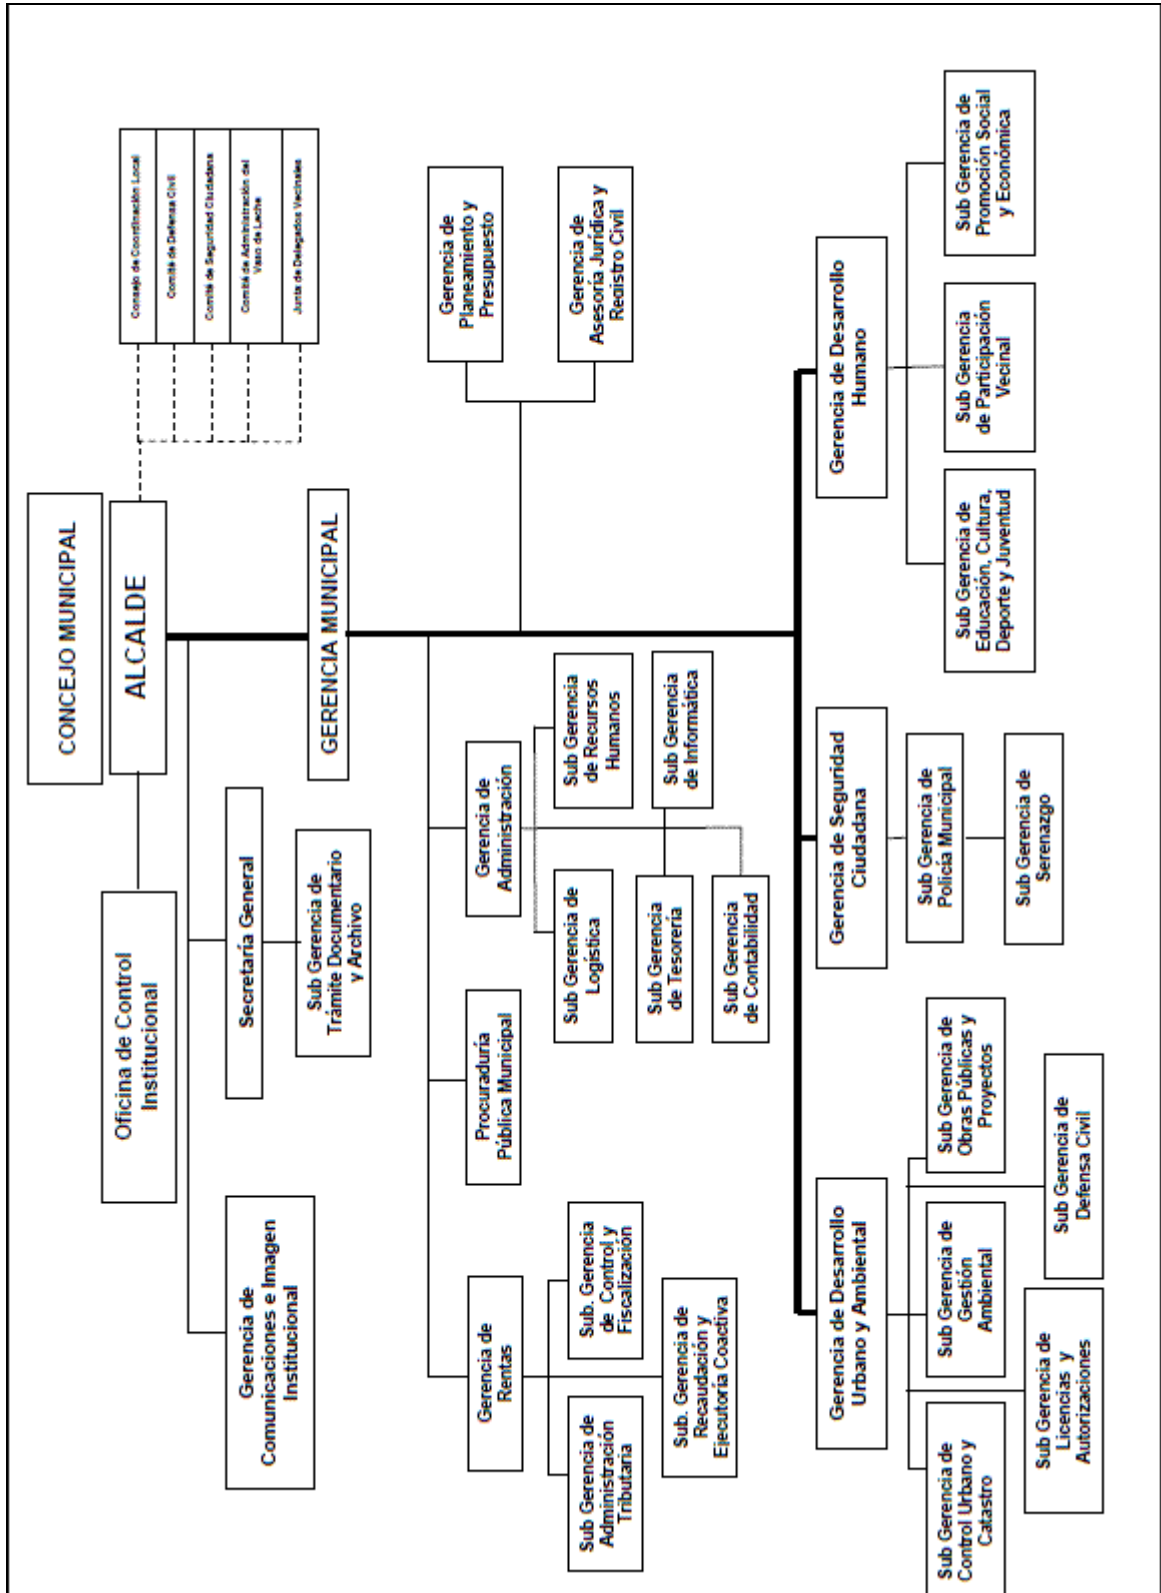 CONCEJO MUNICIPAL
ALCALDE
Consejo de Coordinación Local
Comité de Defensa Civil
Comité de Seguridad Ciudadana
Comité de Administración del
Vaso de Leche
Junta de Delegados Vecinales
Oficina de Control
Institucional
Gerencia de
Comunicaciones e Imagen
Institucional
Secretaría General
Sub Gerencia de
Trámite Documentario
y Archivo
GERENCIA MUNICIPAL
Gerencia de
Planeamiento y
Presupuesto
Gerencia de
Asesoría Jurídica y
Registro Civil
Gerencia de
Rentas
Sub Gerencia de
Administración
Tributaria
Sub. Gerencia
de Control y
Fiscalización
Sub. Gerencia de
Recaudación y
Ejecutoría Coactiva
Procuraduría
Pública Municipal
Gerencia de
Administración
Sub Gerencia de
Logística
Sub Gerencia
de Recursos
Humanos
Sub Gerencia
de Tesorería
Sub Gerencia
de Informática
Sub Gerencia
de Contabilidad
Gerencia de Desarrollo
Urbano y Ambiental
Sub Gerencia de
Control Urbano y
Catastro
Sub Gerencia de
Gestión
Ambiental
Sub Gerencia de
Obras Públicas y
Proyectos
Sub Gerencia de
Licencias y
Autorizaciones
Sub Gerencia de
Defensa Civil
Gerencia de Seguridad
Ciudadana
Sub Gerencia de
Policía Municipal
Sub Gerencia de
Serenazgo
Gerencia de Desarrollo
Humano
Sub Gerencia de
Educación, Cultura,
Deporte y Juventud
Sub Gerencia
de Participación
Vecinal
Sub Gerencia de
Promoción Social
y Económica